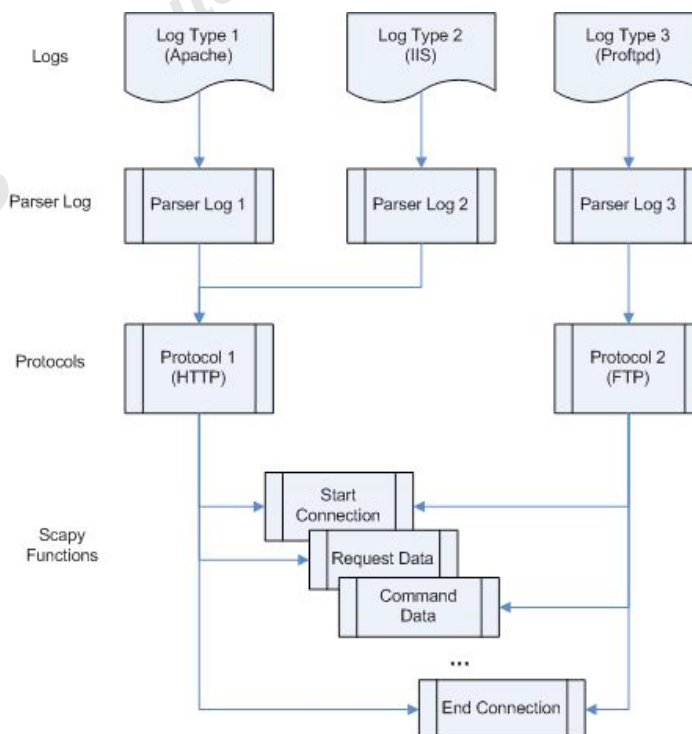 Logs
Log Type 1
(Apache)
Log Type 2
(IIS)
Log Type 3
(Proftpd)
Parser Log
Parser Log 1
Parser Log 2
Parser Log 3
Protocols
Protocol 1
(HTTP)
Protocol 2
(FTP)
Scapy
Functions
Start
Connection
Request Data
Command
Data
...
End Connection